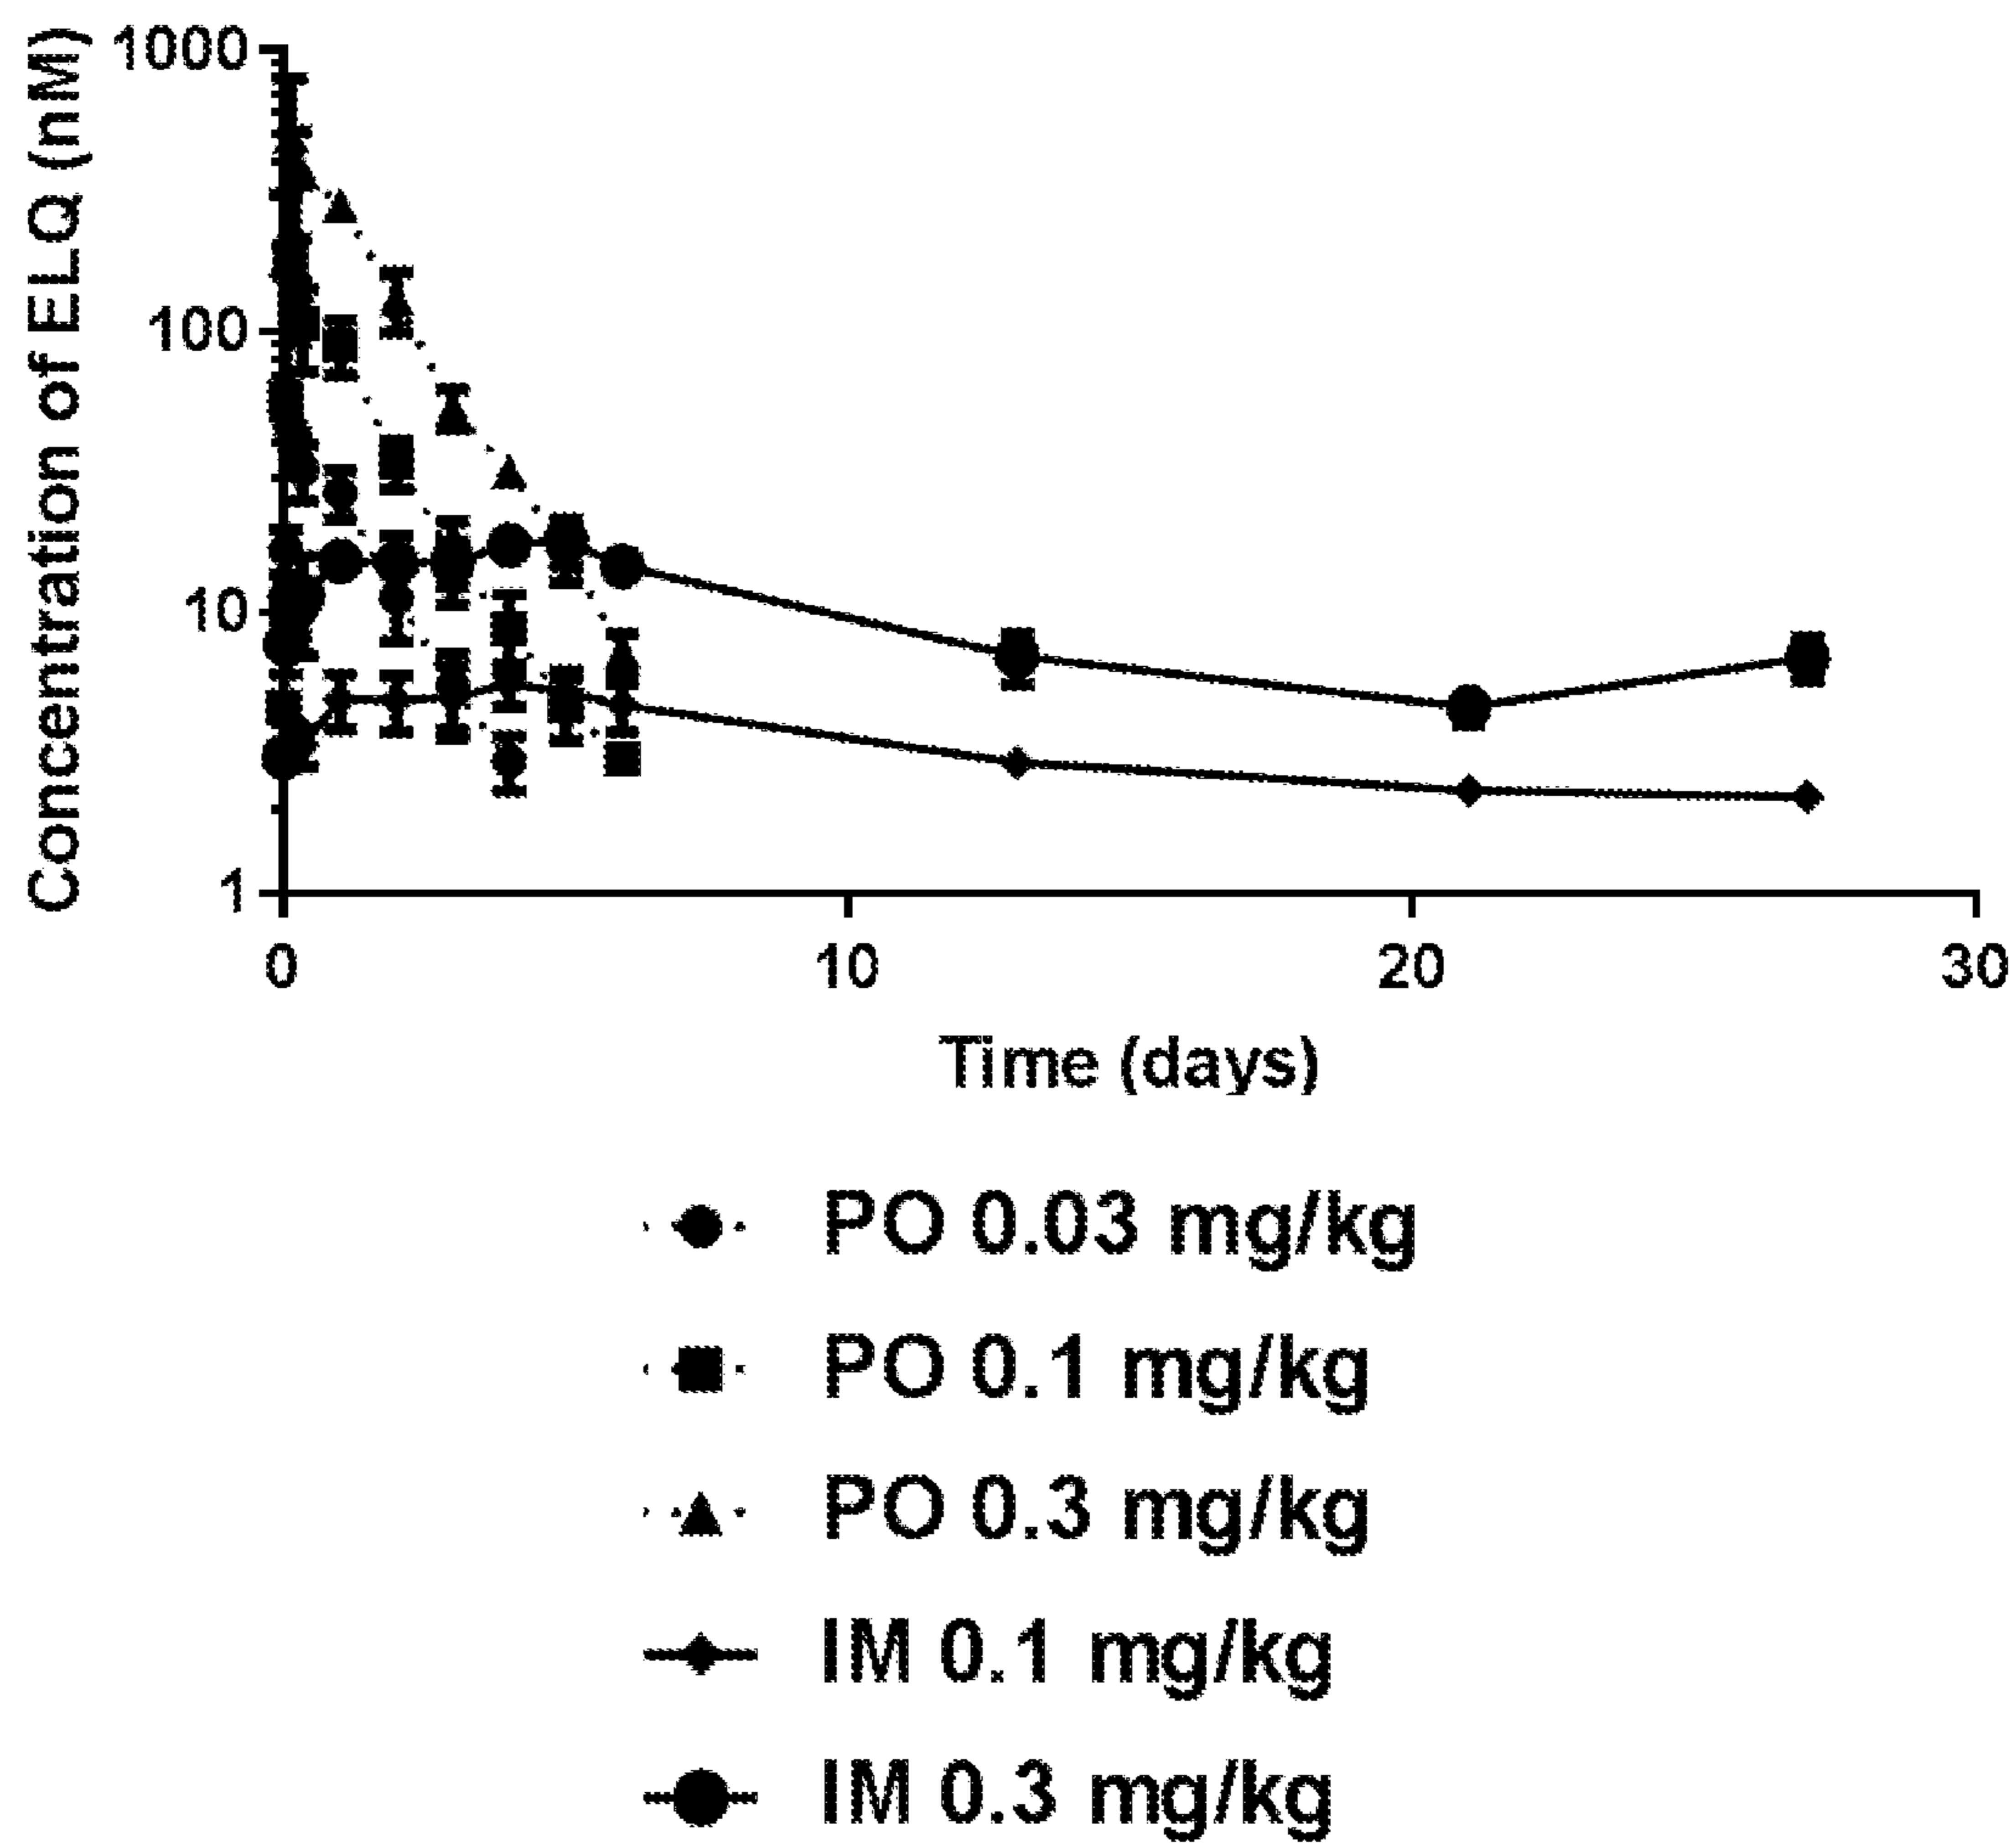 Concentration of ELQ (nM)
1000
100
10
1
0 10 20 30
Time (days)
PO 0.03 mg/kg
PO 0.1 mg/kg
PO 0.3 mg/kg
IM 0.1 mg/kg
IM 0.3 mg/kg